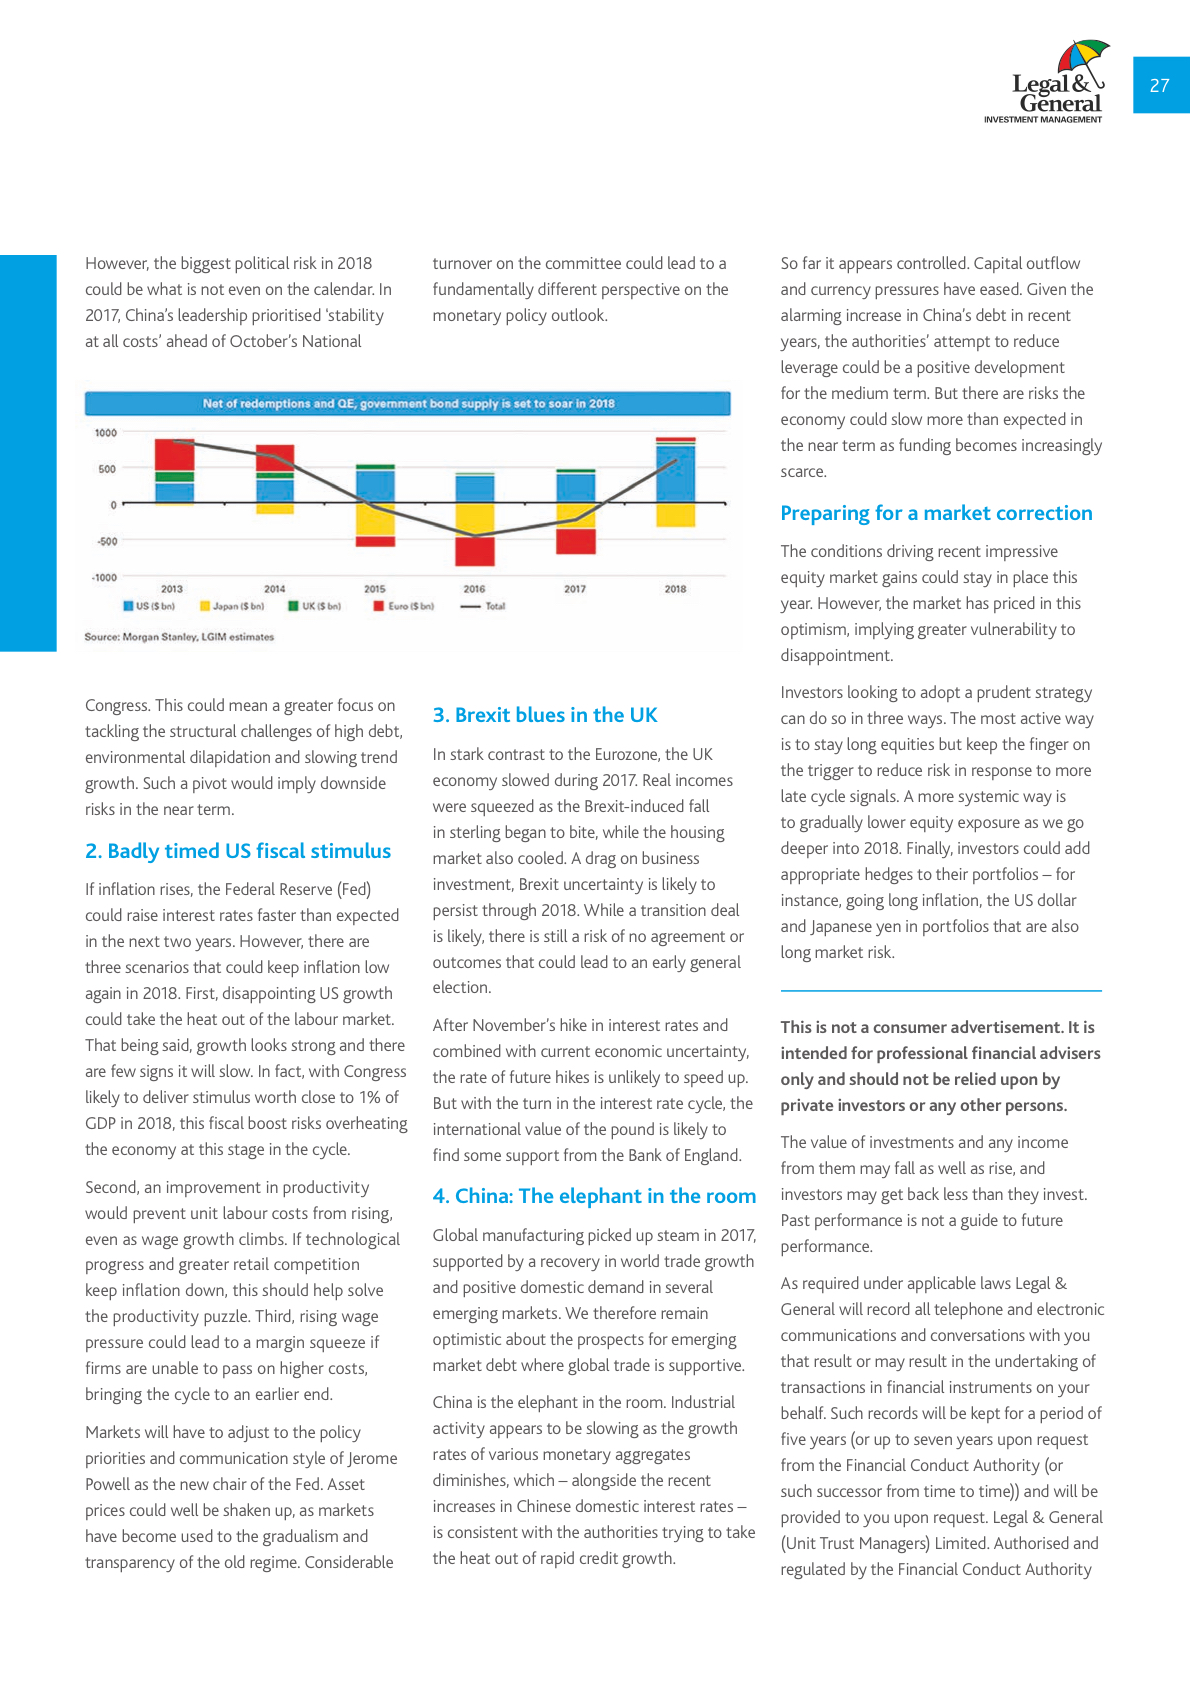 Legal &
General
INVESTMENT MANAGEMENT
27
However, the biggest political risk in 2018
could be what is not even on the calendar. In
2017, China’s leadership prioritised ‘stability
at all costs’ ahead of October’s National
turnover on the committee could lead to a
fundamentally different perspective on the
monetary policy outlook.
Net of redemptions and QE, government bond supply is set to soar in 2018
1000
500
0
-500
-1000
2013 2014 2015 2016 2017 2018
US ($ bn) Japan ($ bn) UK ($ bn) Euro ($ bn) Total
Source: Morgan Stanley, LGIM estimates
Congress. This could mean a greater focus on
tackling the structural challenges of high debt,
environmental dilapidation and slowing trend
growth. Such a pivot would imply downside
risks in the near term.
2. Badly timed US fiscal stimulus
If inflation rises, the Federal Reserve (Fed)
could raise interest rates faster than expected
in the next two years. However, there are
three scenarios that could keep inflation low
again in 2018. First, disappointing US growth
could take the heat out of the labour market.
That being said, growth looks strong and there
are few signs it will slow. In fact, with Congress
likely to deliver stimulus worth close to 1% of
GDP in 2018, this fiscal boost risks overheating
the economy at this stage in the cycle.
Second, an improvement in productivity
would prevent unit labour costs from rising,
even as wage growth climbs. If technological
progress and greater retail competition
keep inflation down, this should help solve
the productivity puzzle. Third, rising wage
pressure could lead to a margin squeeze if
firms are unable to pass on higher costs,
bringing the cycle to an earlier end.
Markets will have to adjust to the policy
priorities and communication style of Jerome
Powell as the new chair of the Fed. Asset
prices could well be shaken up, as markets
have become used to the gradualism and
transparency of the old regime. Considerable
3. Brexit blues in the UK
In stark contrast to the Eurozone, the UK
economy slowed during 2017. Real incomes
were squeezed as the Brexit-induced fall
in sterling began to bite, while the housing
market also cooled. A drag on business
investment, Brexit uncertainty is likely to
persist through 2018. While a transition deal
is likely, there is still a risk of no agreement or
outcomes that could lead to an early general
election.
After November’s hike in interest rates and
combined with current economic uncertainty,
the rate of future hikes is unlikely to speed up.
But with the turn in the interest rate cycle, the
international value of the pound is likely to
find some support from the Bank of England.
4. China: The elephant in the room
Global manufacturing picked up steam in 2017,
supported by a recovery in world trade growth
and positive domestic demand in several
emerging markets. We therefore remain
optimistic about the prospects for emerging
market debt where global trade is supportive.
China is the elephant in the room. Industrial
activity appears to be slowing as the growth
rates of various monetary aggregates
diminishes, which – alongside the recent
increases in Chinese domestic interest rates –
is consistent with the authorities trying to take
the heat out of rapid credit growth.
So far it appears controlled. Capital outflow
and currency pressures have eased. Given the
alarming increase in China’s debt in recent
years, the authorities’ attempt to reduce
leverage could be a positive development
for the medium term. But there are risks the
economy could slow more than expected in
the near term as funding becomes increasingly
scarce.
Preparing for a market correction
The conditions driving recent impressive
equity market gains could stay in place this
year. However, the market has priced in this
optimism, implying greater vulnerability to
disappointment.
Investors looking to adopt a prudent strategy
can do so in three ways. The most active way
is to stay long equities but keep the finger on
the trigger to reduce risk in response to more
late cycle signals. A more systemic way is
to gradually lower equity exposure as we go
deeper into 2018. Finally, investors could add
appropriate hedges to their portfolios – for
instance, going long inflation, the US dollar
and Japanese yen in portfolios that are also
long market risk.
This is not a consumer advertisement. It is
intended for professional financial advisers
only and should not be relied upon by
private investors or any other persons.
The value of investments and any income
from them may fall as well as rise, and
investors may get back less than they invest.
Past performance is not a guide to future
performance.
As required under applicable laws Legal &
General will record all telephone and electronic
communications and conversations with you
that result or may result in the undertaking of
transactions in financial instruments on your
behalf. Such records will be kept for a period of
five years (or up to seven years upon request
from the Financial Conduct Authority (or
such successor from time to time)) and will be
provided to you upon request. Legal & General
(Unit Trust Managers) Limited. Authorised and
regulated by the Financial Conduct Authority